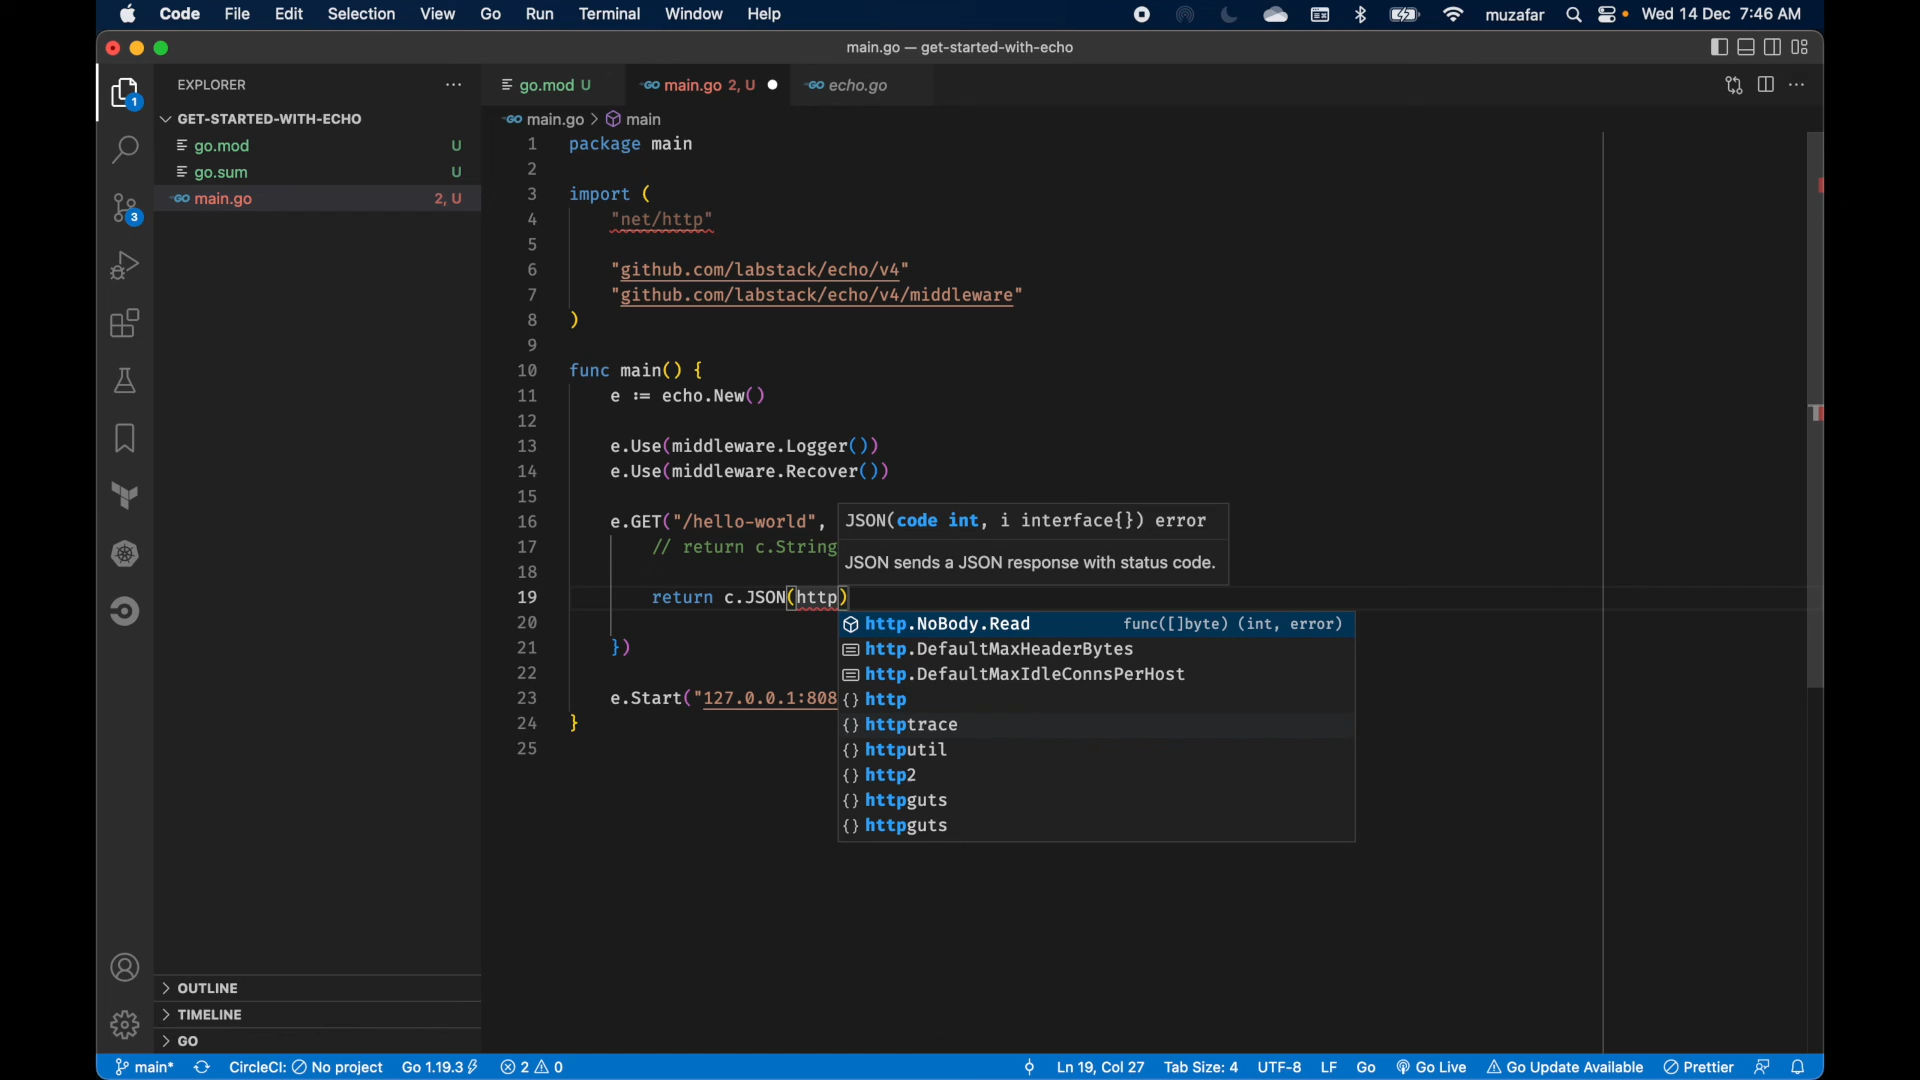 Code File Edit Selection View Go Run Terminal Window Help muzafar Wed 14 Dec 7:46 AM
main.go — get-started-with-echo
EXPLORER
go.mod U main.go 2, U echo.go
1
GET-STARTED-WITH-ECHO
main.go > main
go.mod U
go.sum U
main.go 2, U
3
1 package main
2
3 import (
4 "net/http"
5
6 "github.com/labstack/echo/v4"
7 "github.com/labstack/echo/v4/middleware"
8 )
9
10 func main() {
11 e := echo.New()
12
13 e.Use(middleware.Logger())
14 e.Use(middleware.Recover())
15
16 e.GET("/hello-world",
17 // return c.String
18
19 return c.JSON(http)
20
21 })
22
23 e.Start("127.0.0.1:808
24 }
25
JSON(code int, i interface{}) error
JSON sends a JSON response with status code.
http.NoBody.Read func([]byte) (int, error)
http.DefaultMaxHeaderBytes
http.DefaultMaxIdleConnsPerHost
{} http
{} httptrace
{} httputil
{} http2
{} httpguts
{} httpguts
OUTLINE
TIMELINE
GO
main* CircleCI: No project Go 1.19.3 2 0 Ln 19, Col 27 Tab Size: 4 UTF-8 LF Go Go Live Go Update Available Prettier